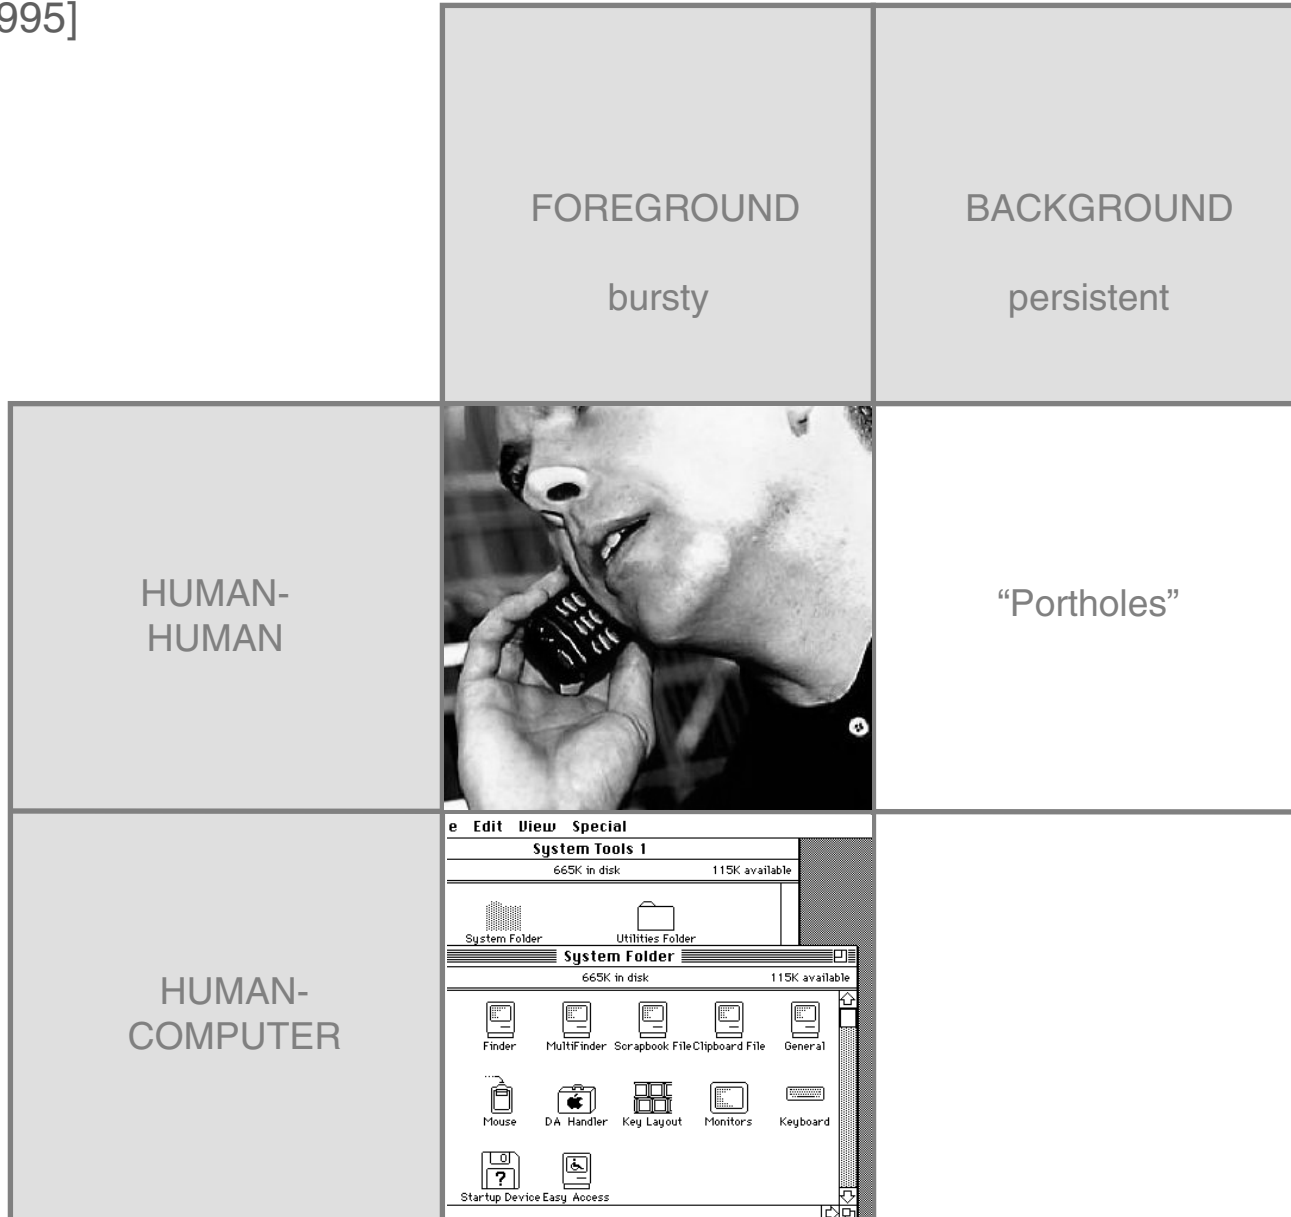 995]
FOREGROUND
BACKGROUND
bursty
persistent
HUMAN-
HUMAN
“Portholes”
HUMAN-
COMPUTER
e Edit View Special
System Tools 1
665K in disk 115K available
System Folder Utilities Folder
System Folder
665K in disk 115K available
Finder MultiFinder Scrapbook File Clipboard File General
Mouse DA Handler Key Layout Monitors Keyboard
?
Startup Device Easy Access